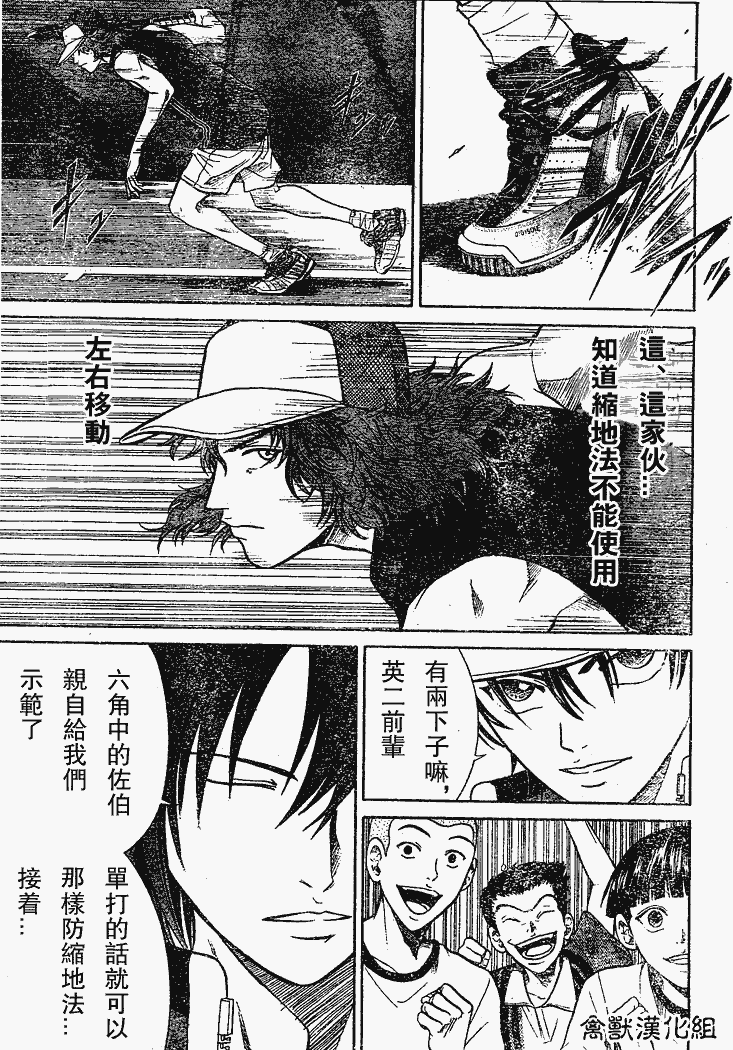 這、這家伙…
知道縮地法不能使用
左右移動
有兩下子嘛,
英二前輩
六角中的佐伯
親自給我們
示範了
單打的話就可以
那樣防縮地法…
接着…
禽獸漢化組